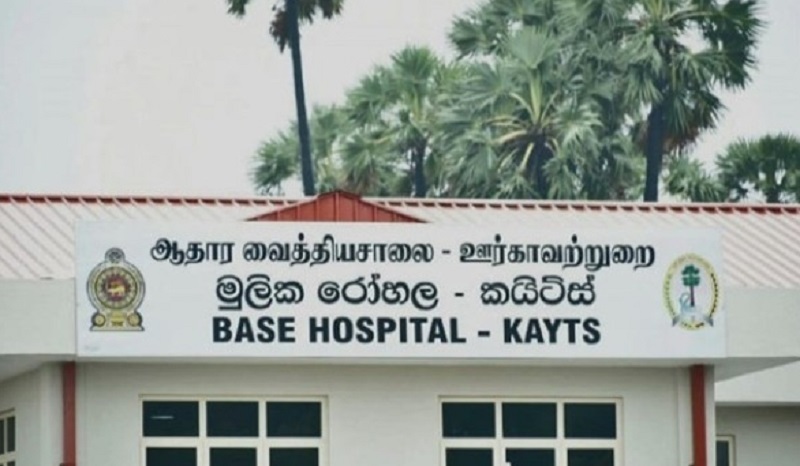 ஆதார வைத்தியசாலை - ஊர்காவற்றுறை
මූලික රෝහල - කයිට්ස්
BASE HOSPITAL - KAYTS